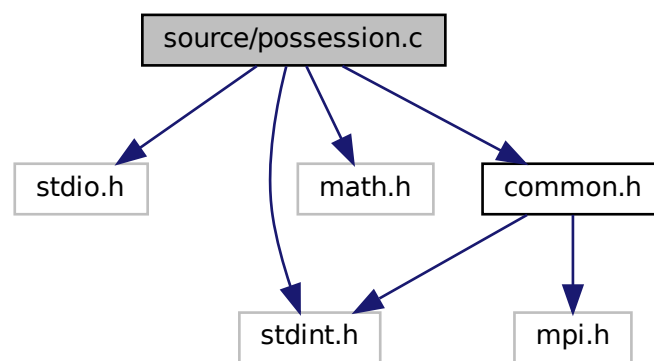 source/possession.c
stdio.h
math.h
common.h
stdint.h
mpi.h